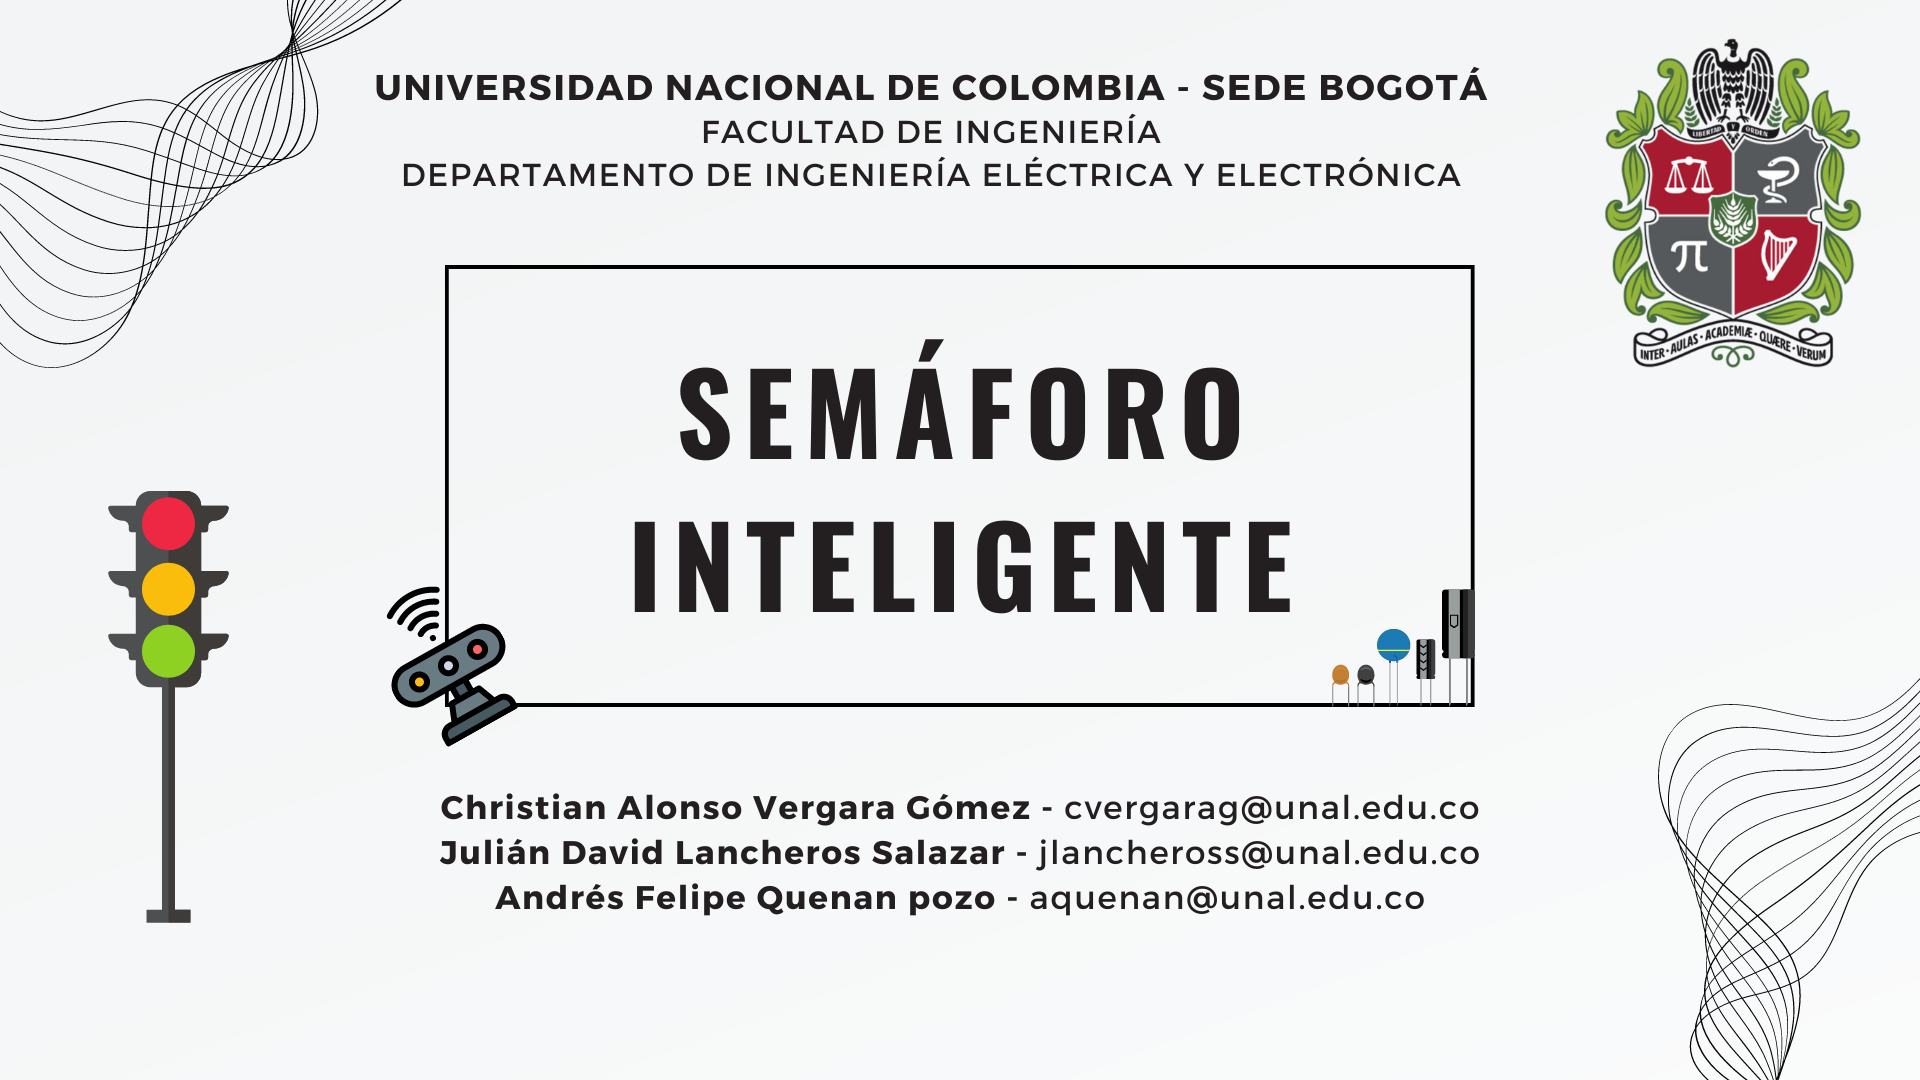 UNIVERSIDAD NACIONAL DE COLOMBIA - SEDE BOGOTÁ
FACULTAD DE INGENIERÍA
DEPARTAMENTO DE INGENIERÍA ELÉCTRICA Y ELECTRÓNICA
LIBERTAD Y ORDEN
π
INTER · AULAS · ACADEMIÆ · QUÆRE · VERUM
SEMÁFORO
INTELIGENTE
Christian Alonso Vergara Gómez - cvergarag@unal.edu.co
Julián David Lancheros Salazar - jlancheross@unal.edu.co
Andrés Felipe Quenan pozo - aquenan@unal.edu.co